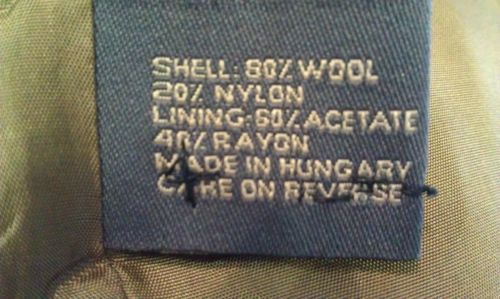 SHELL: 80% WOOL
20% NYLON
LINING: 60% ACETATE
40% RAYON
MADE IN HUNGARY
CARE ON REVERSE